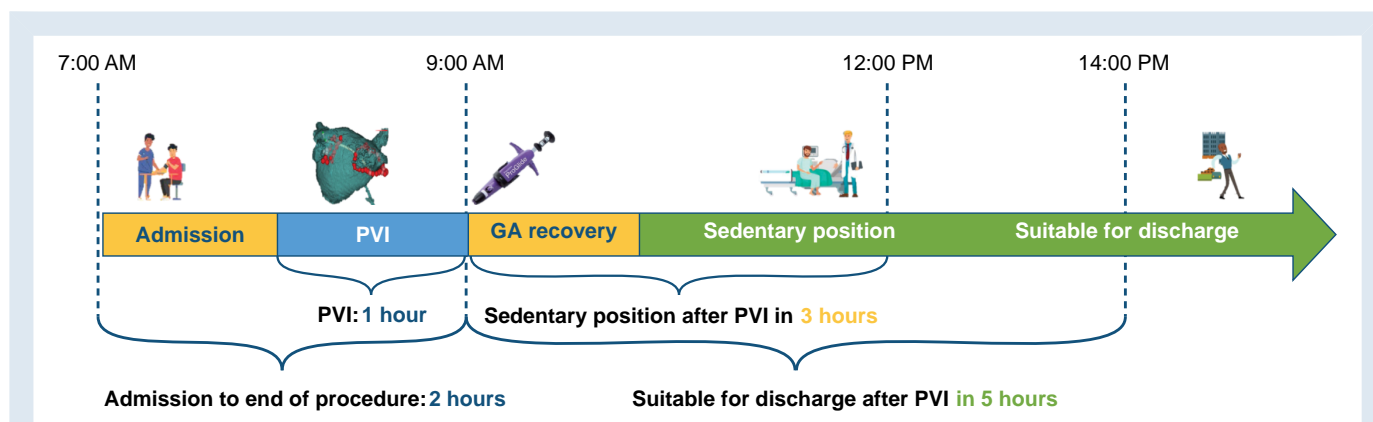 7:00 AM
9:00 AM
12:00 PM
14:00 PM
ProGlide
Admission
PVI
GA recovery
Sedentary position
Suitable for discharge
PVI: 1 hour
Sedentary position after PVI in 3 hours
Admission to end of procedure: 2 hours
Suitable for discharge after PVI in 5 hours